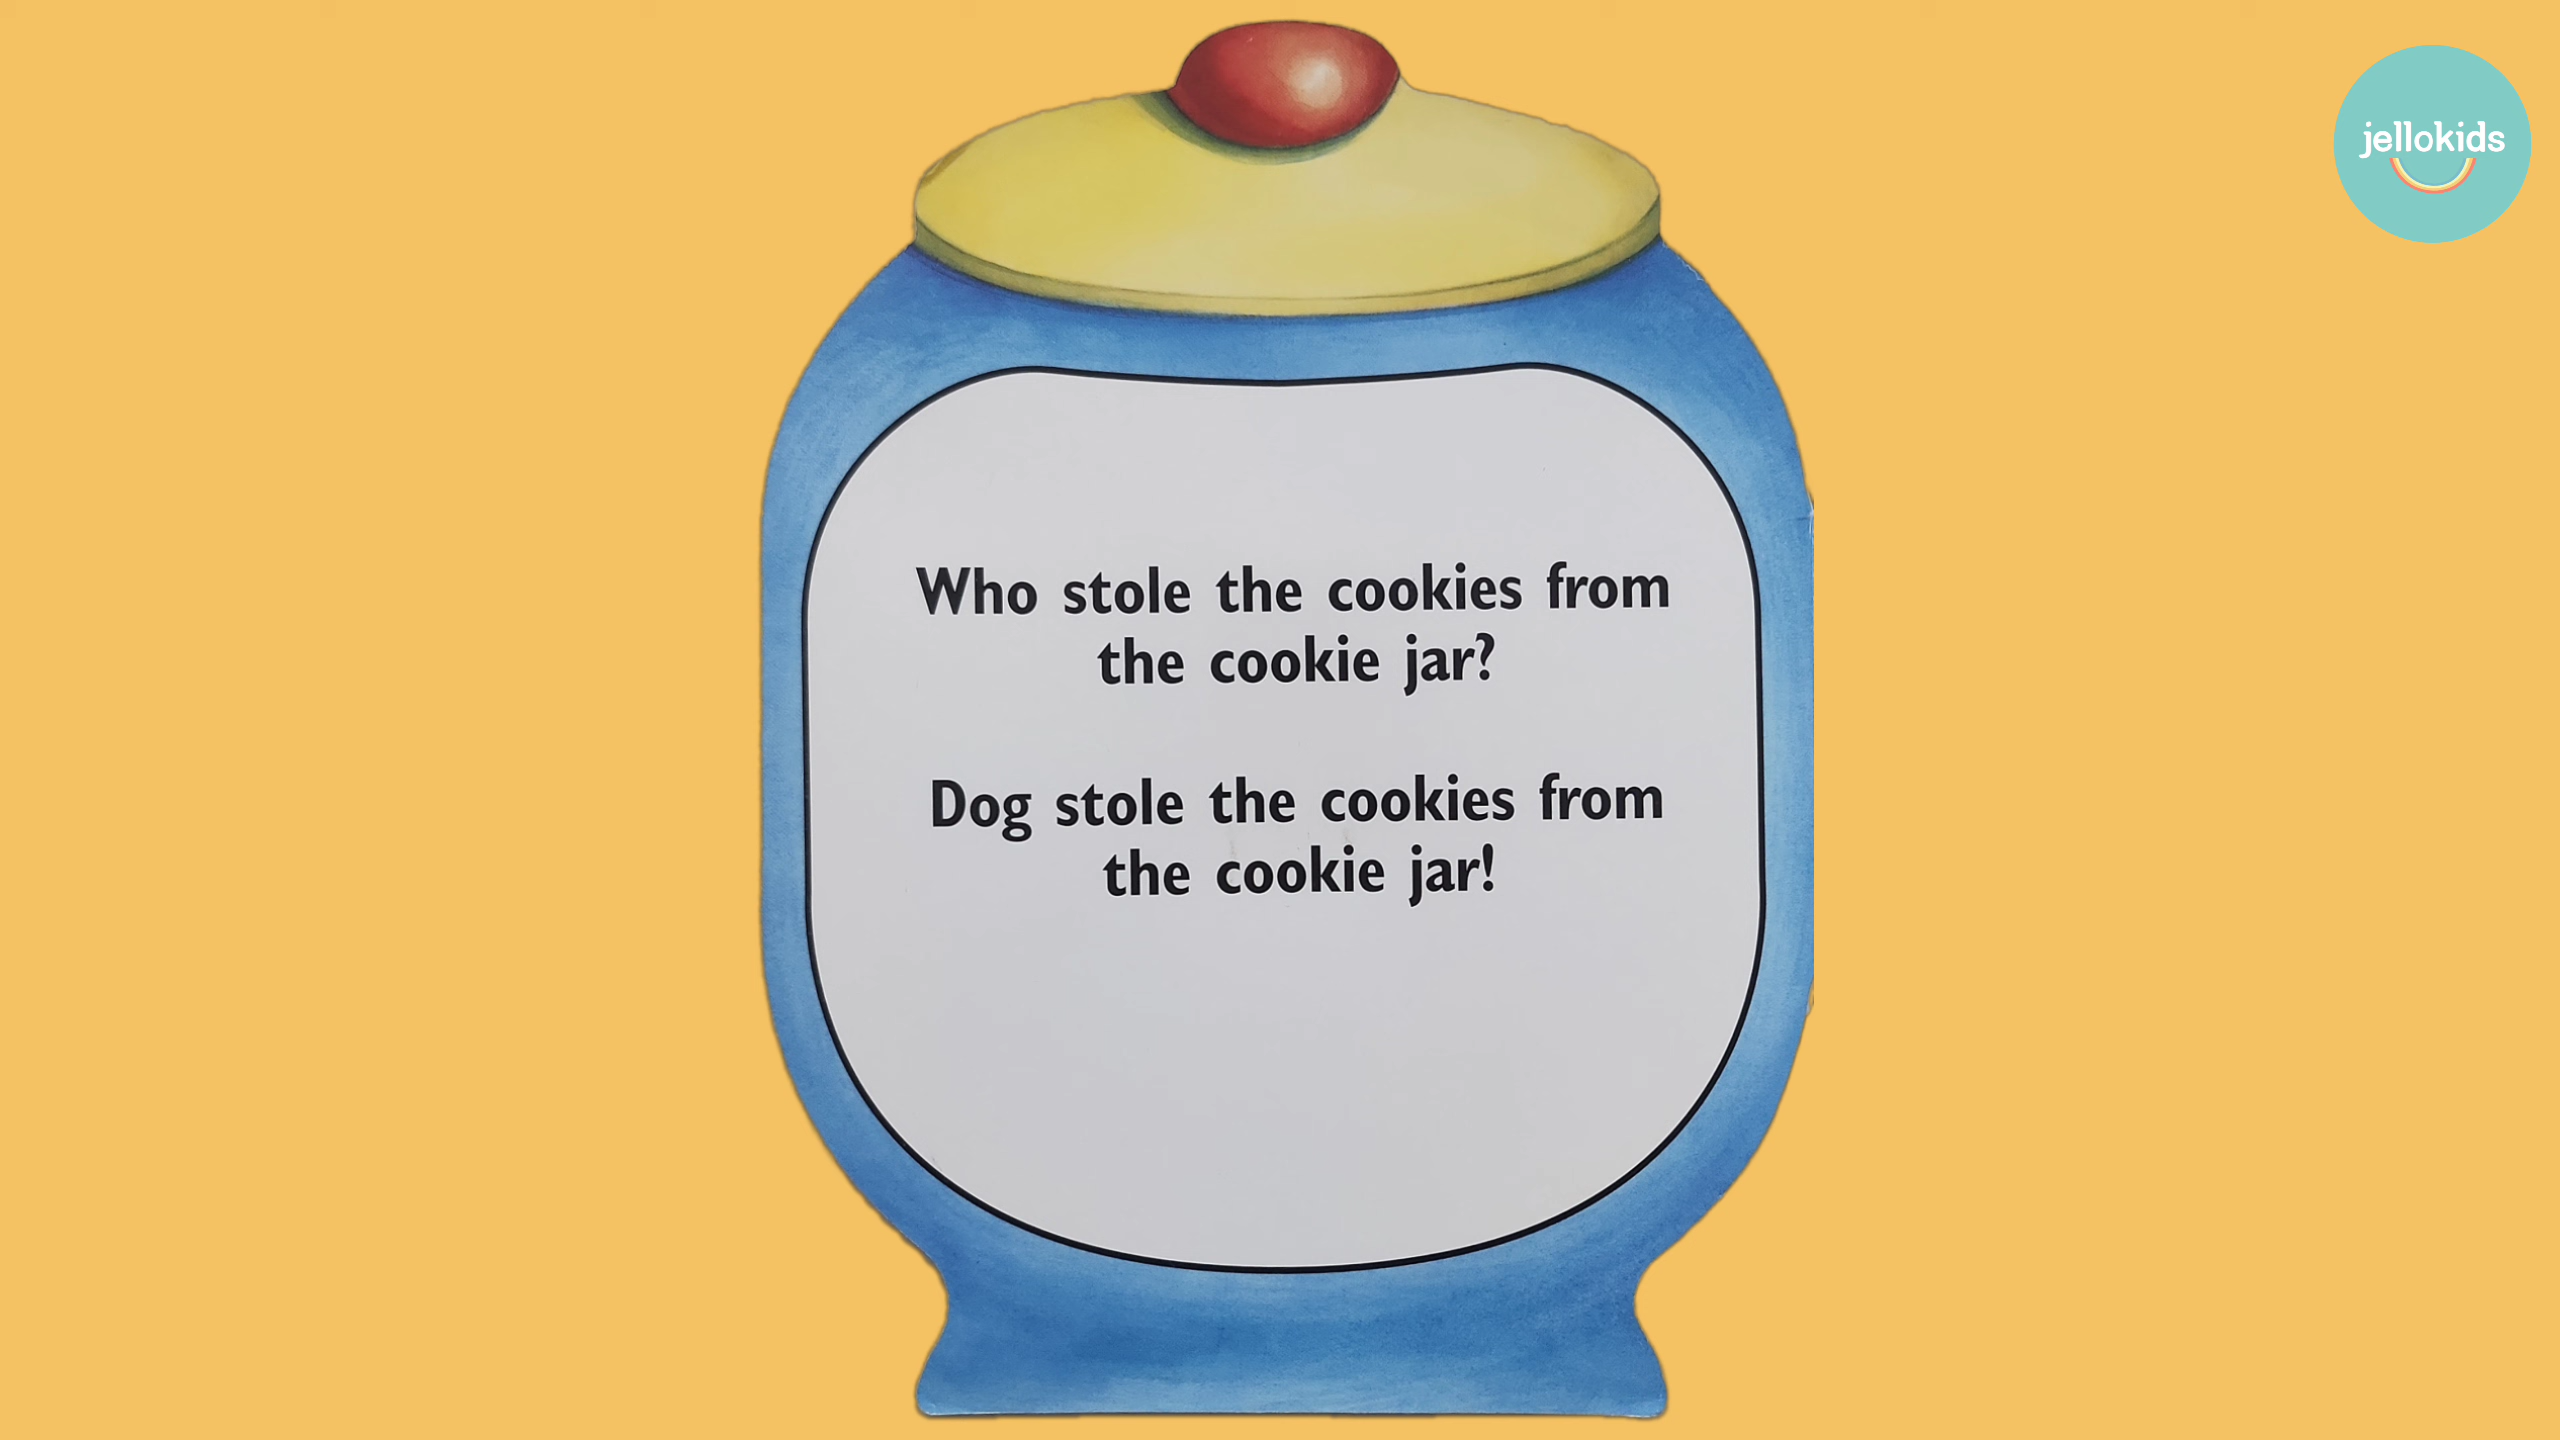 jellokids
Who stole the cookies from
the cookie jar?
Dog stole the cookies from
the cookie jar!